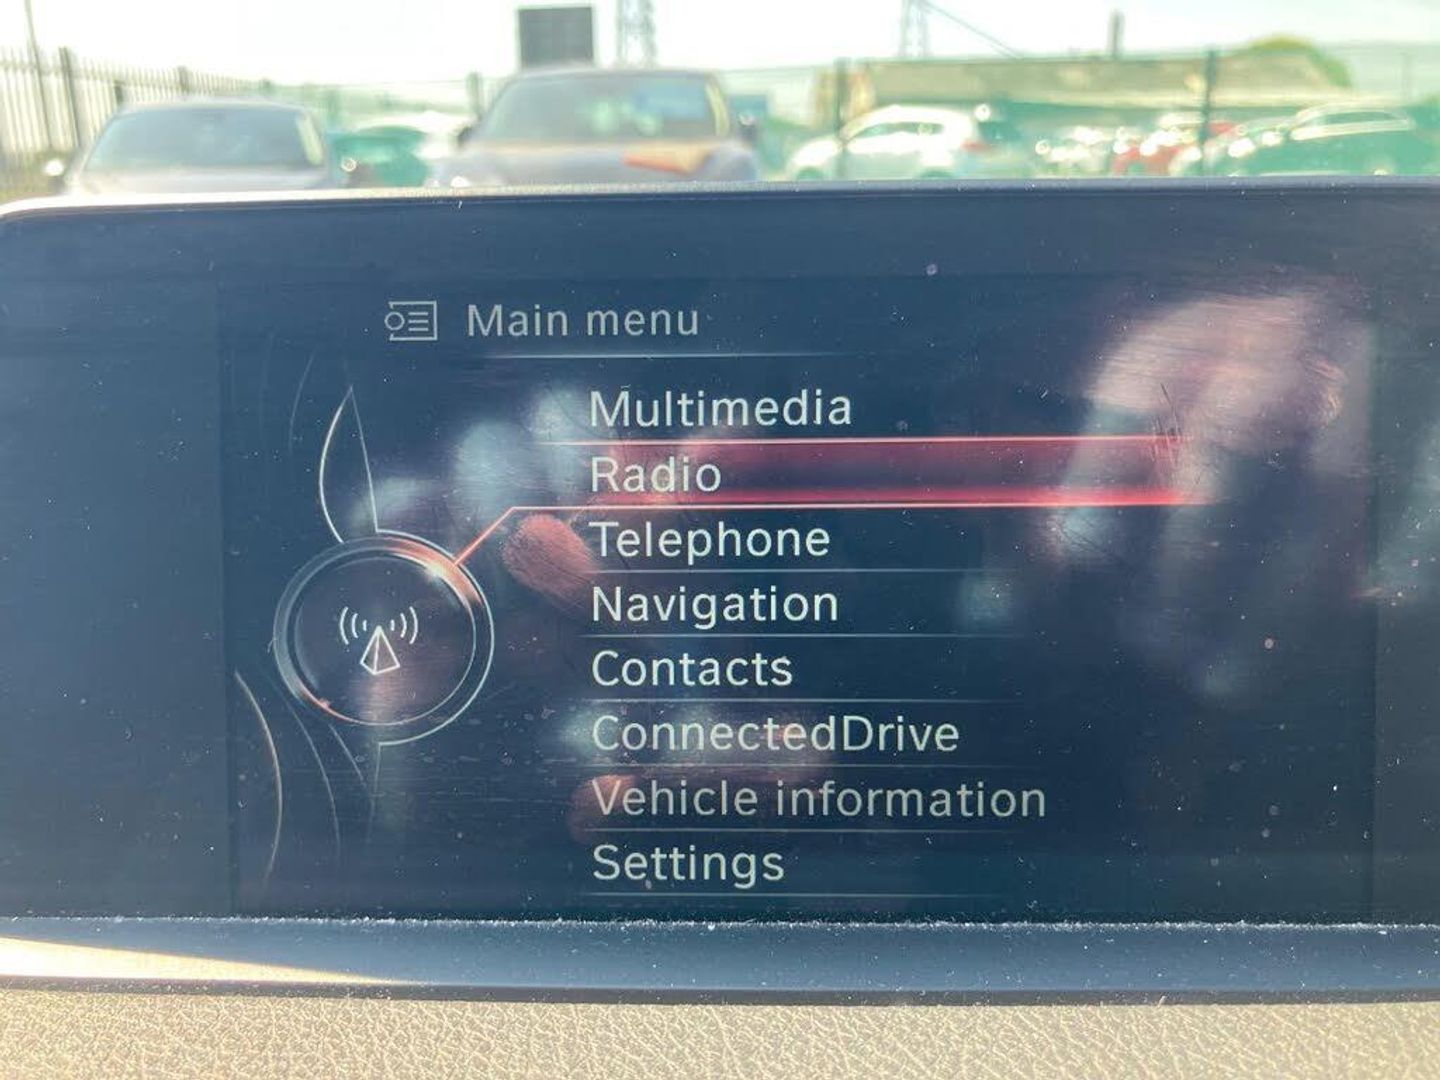 Main menu
Multimedia
Radio
Telephone
Navigation
Contacts
ConnectedDrive
Vehicle information
Settings